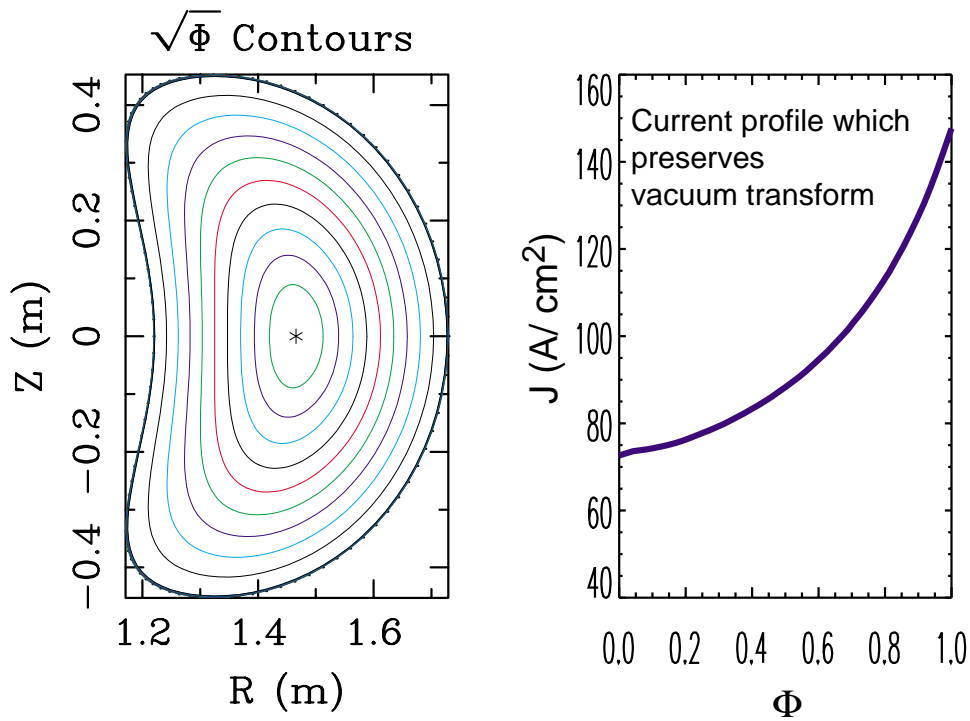 √Φ Contours
0.4
0.2
0
−0.2
−0.4
Z (m)
1.2 1.4 1.6
R (m)
160
140
120
100
80
60
40
J (A/ cm²)
Current profile which
preserves
vacuum transform
0.0 0.2 0.4 0.6 0.8 1.0
Φ